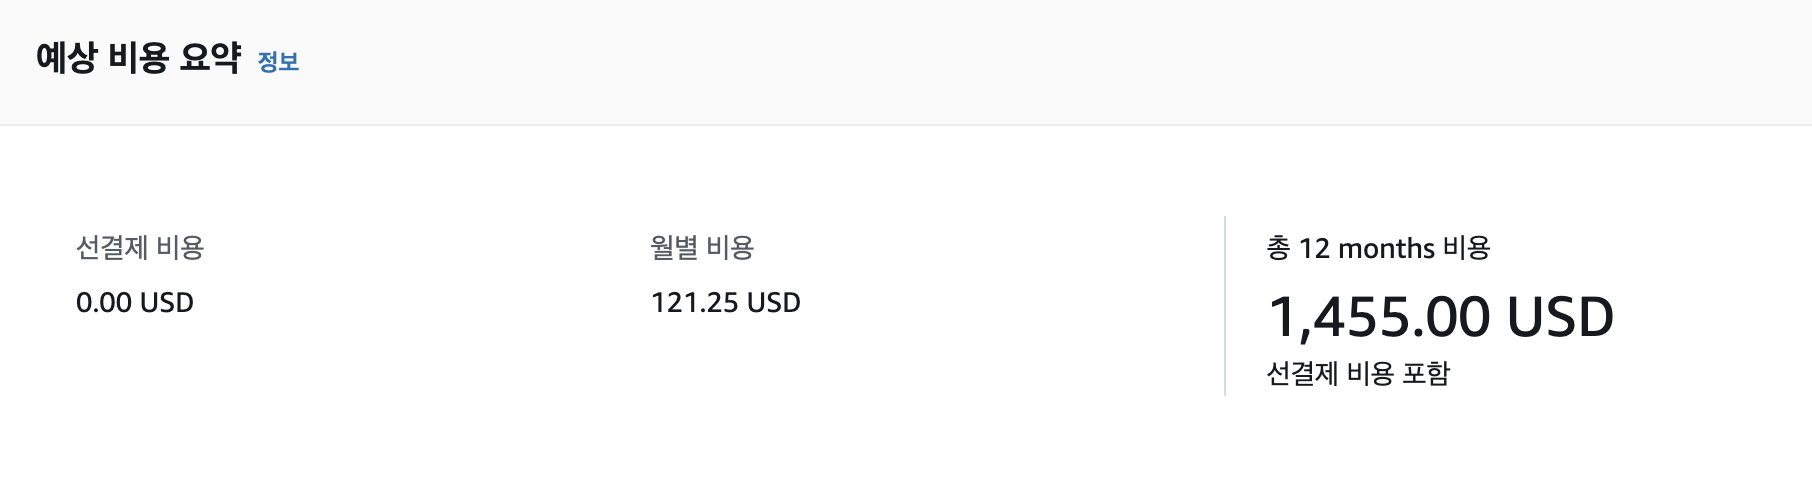 예상 비용 요약 정보
선결제 비용
0.00 USD
월별 비용
121.25 USD
총 12 months 비용
1,455.00 USD
선결제 비용 포함